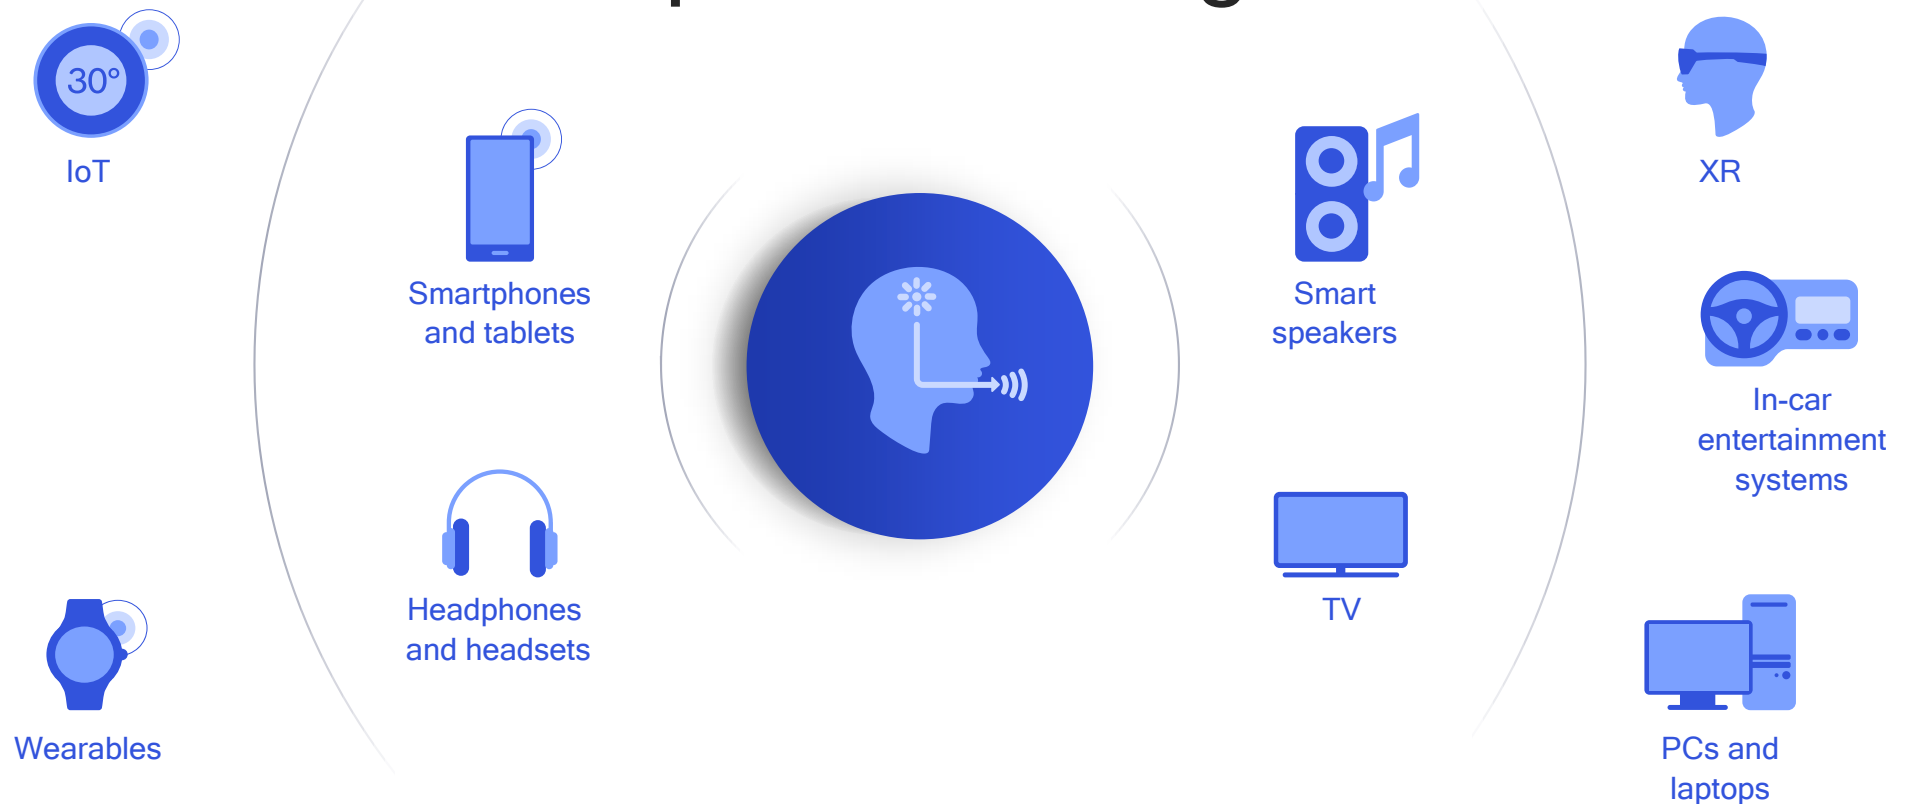 30°
IoT
Smartphones
and tablets
Headphones
and headsets
Wearables
Smart
speakers
TV
XR
In-car
entertainment
systems
PCs and
laptops